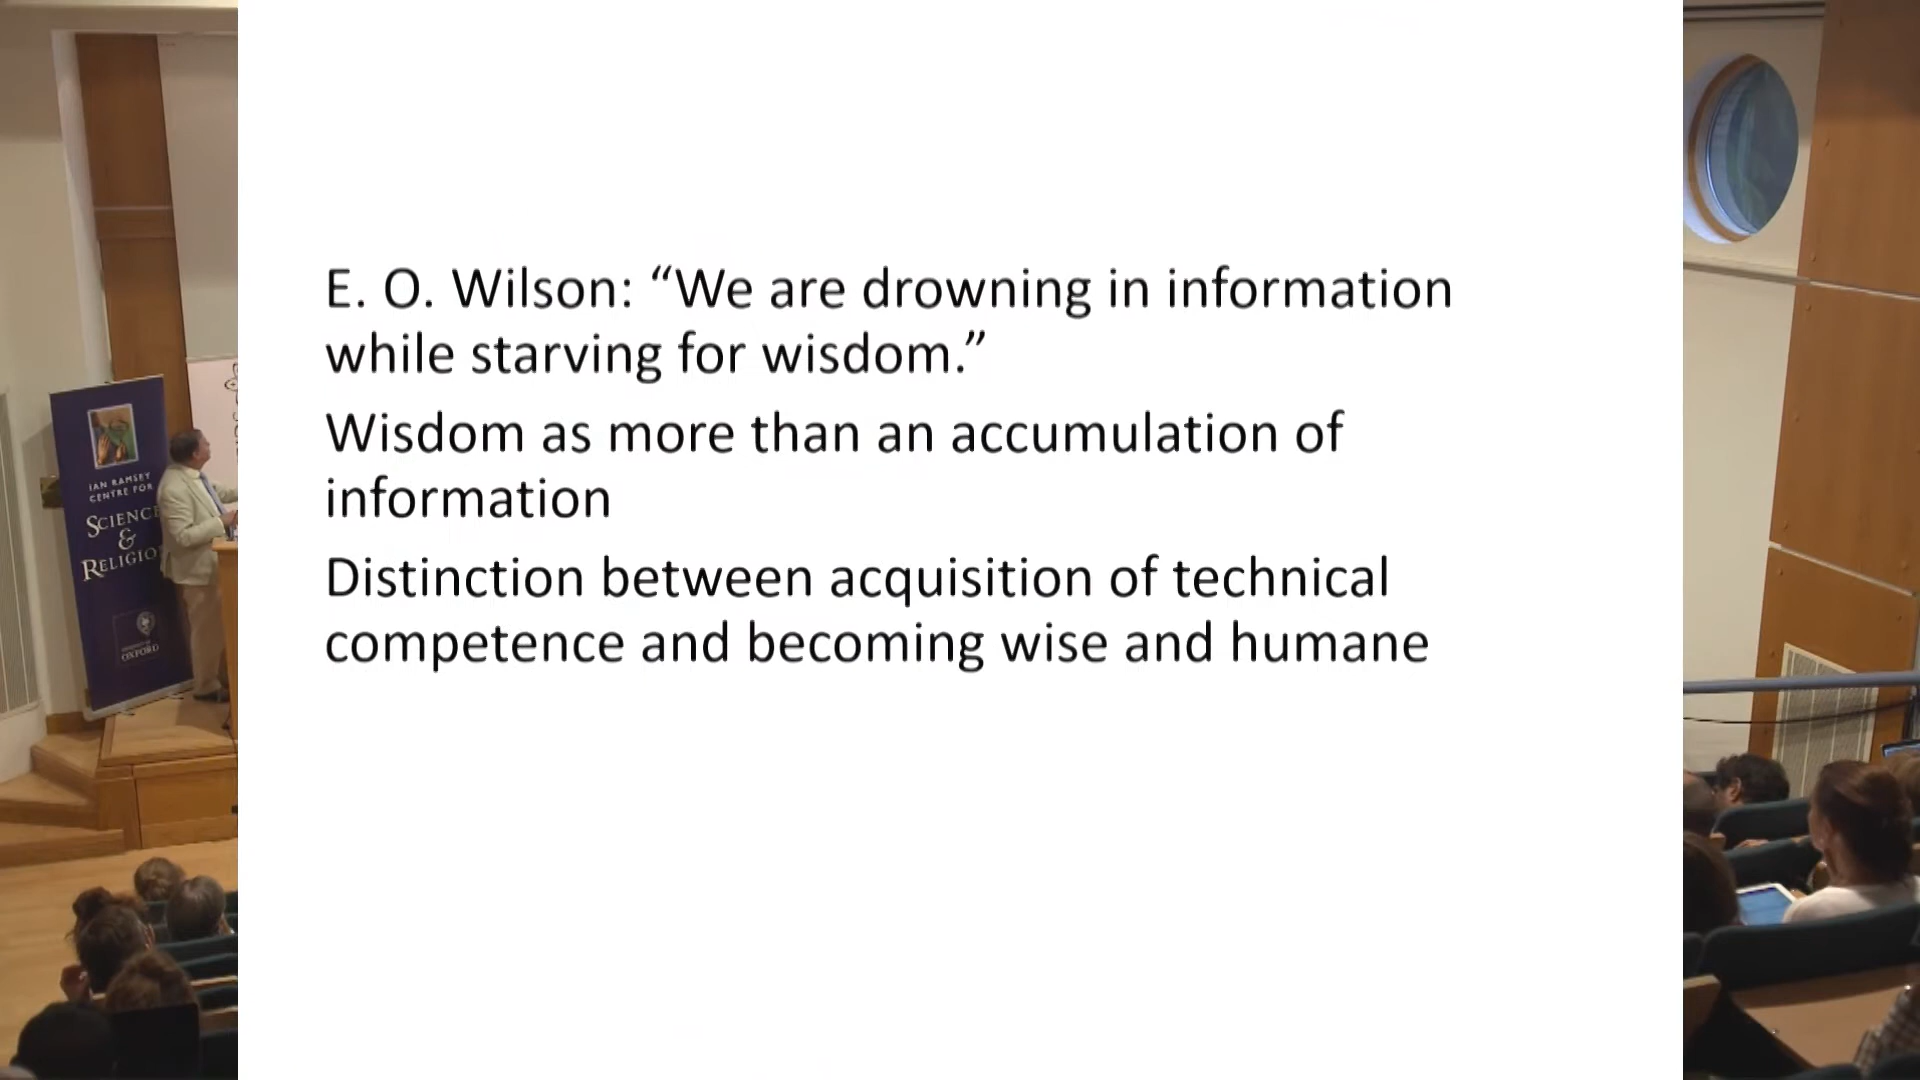 E. O. Wilson: “We are drowning in information
while starving for wisdom.”
Wisdom as more than an accumulation of
information
Distinction between acquisition of technical
competence and becoming wise and humane
IAN RAMSEY
CENTRE FOR
SCIENCE
&
RELIGIO
OXFORD